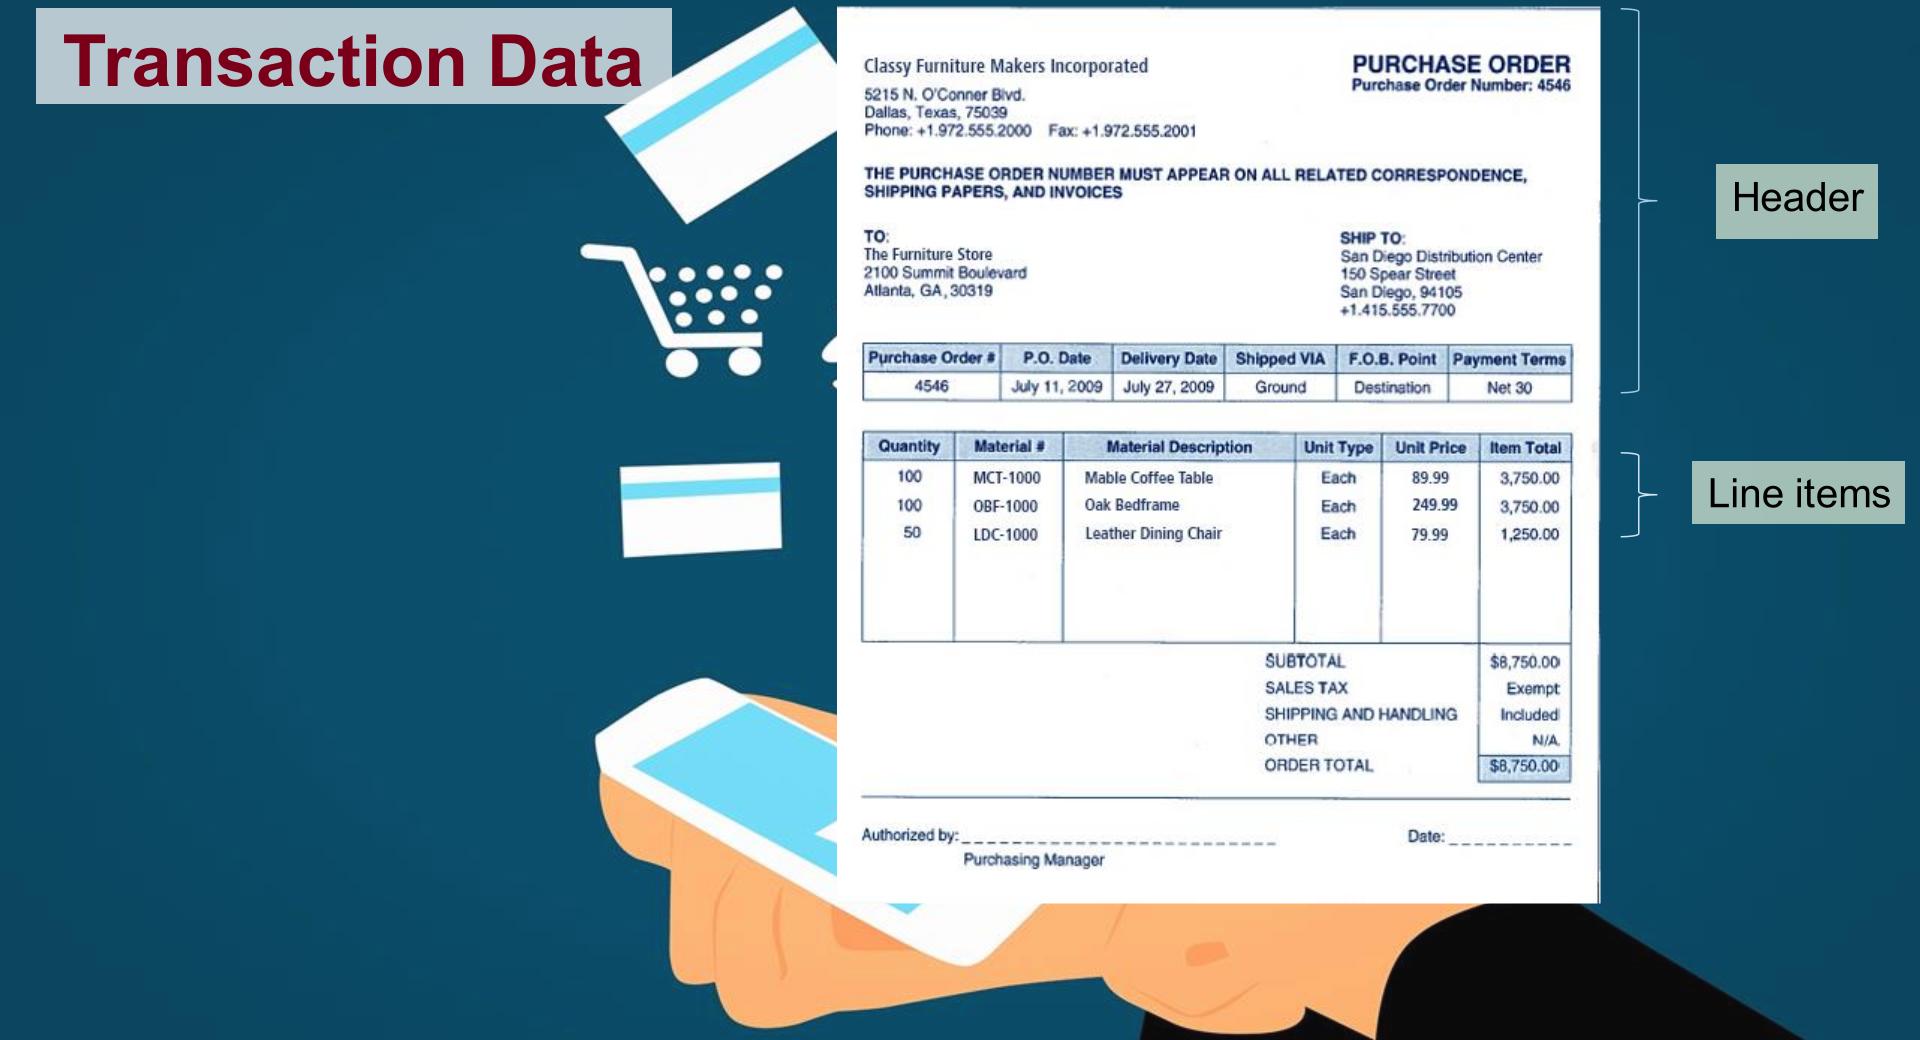 Transaction Data
Classy Furniture Makers Incorporated
5215 N. O'Conner Blvd.
Dallas, Texas, 75039
Phone: +1.972.555.2000 Fax: +1.972.555.2001
PURCHASE ORDER
Purchase Order Number: 4546
THE PURCHASE ORDER NUMBER MUST APPEAR ON ALL RELATED CORRESPONDENCE,
SHIPPING PAPERS, AND INVOICES
TO:
The Furniture Store
2100 Summit Boulevard
Atlanta, GA, 30319
SHIP TO:
San Diego Distribution Center
150 Spear Street
San Diego, 94105
+1.415.555.7700
Purchase Order # P.O. Date Delivery Date Shipped VIA F.O.B. Point Payment Terms
4546 July 11, 2009 July 27, 2009 Ground Destination Net 30
Quantity Material # Material Description Unit Type Unit Price Item Total
100 MCT-1000 Mable Coffee Table Each 89.99 3,750.00
100 OBF-1000 Oak Bedframe Each 249.99 3,750.00
50 LDC-1000 Leather Dining Chair Each 79.99 1,250.00
SUBTOTAL $8,750.00
SALES TAX Exempt
SHIPPING AND HANDLING Included
OTHER N/A
ORDER TOTAL $8,750.00
Authorized by: Date:
Purchasing Manager
Header
Line items